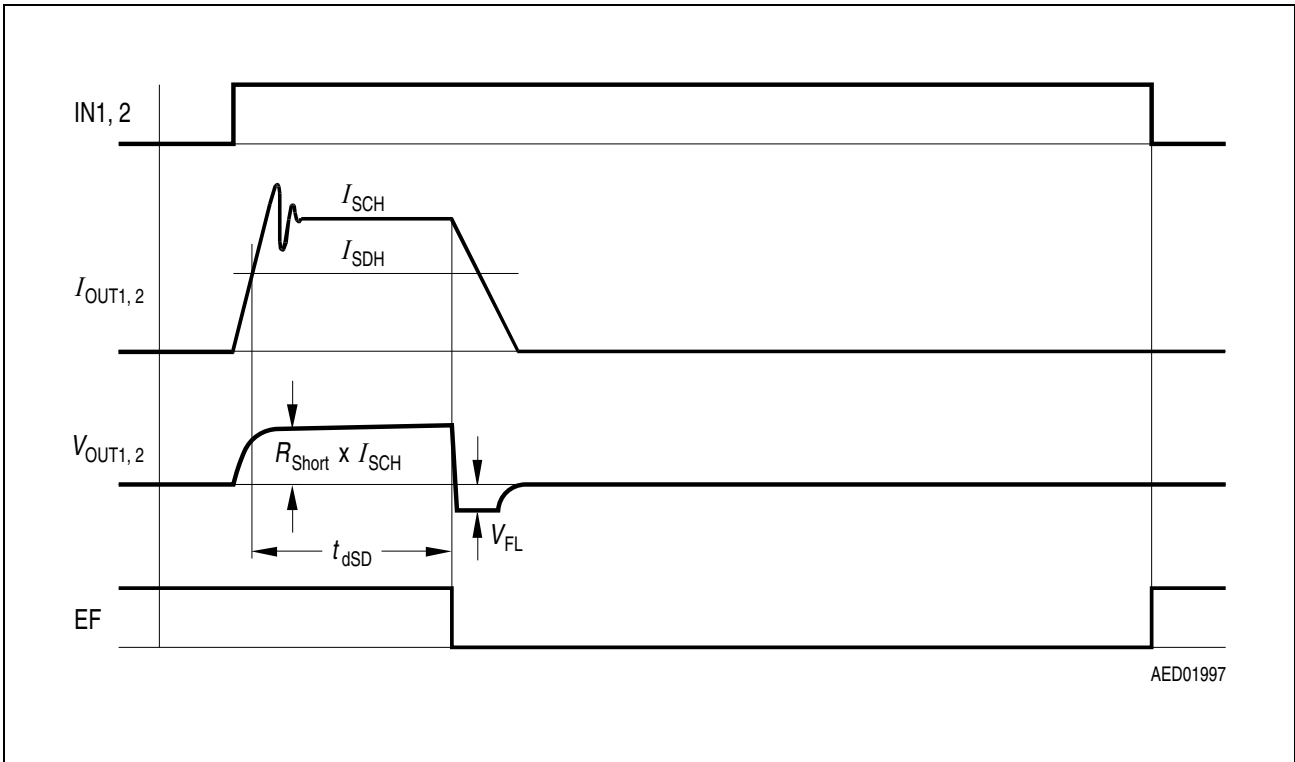 IN1, 2
I_SCH
I_SDH
I_OUT1, 2
V_OUT1, 2
R_Short x I_SCH
V_FL
t_dSD
EF
AED01997